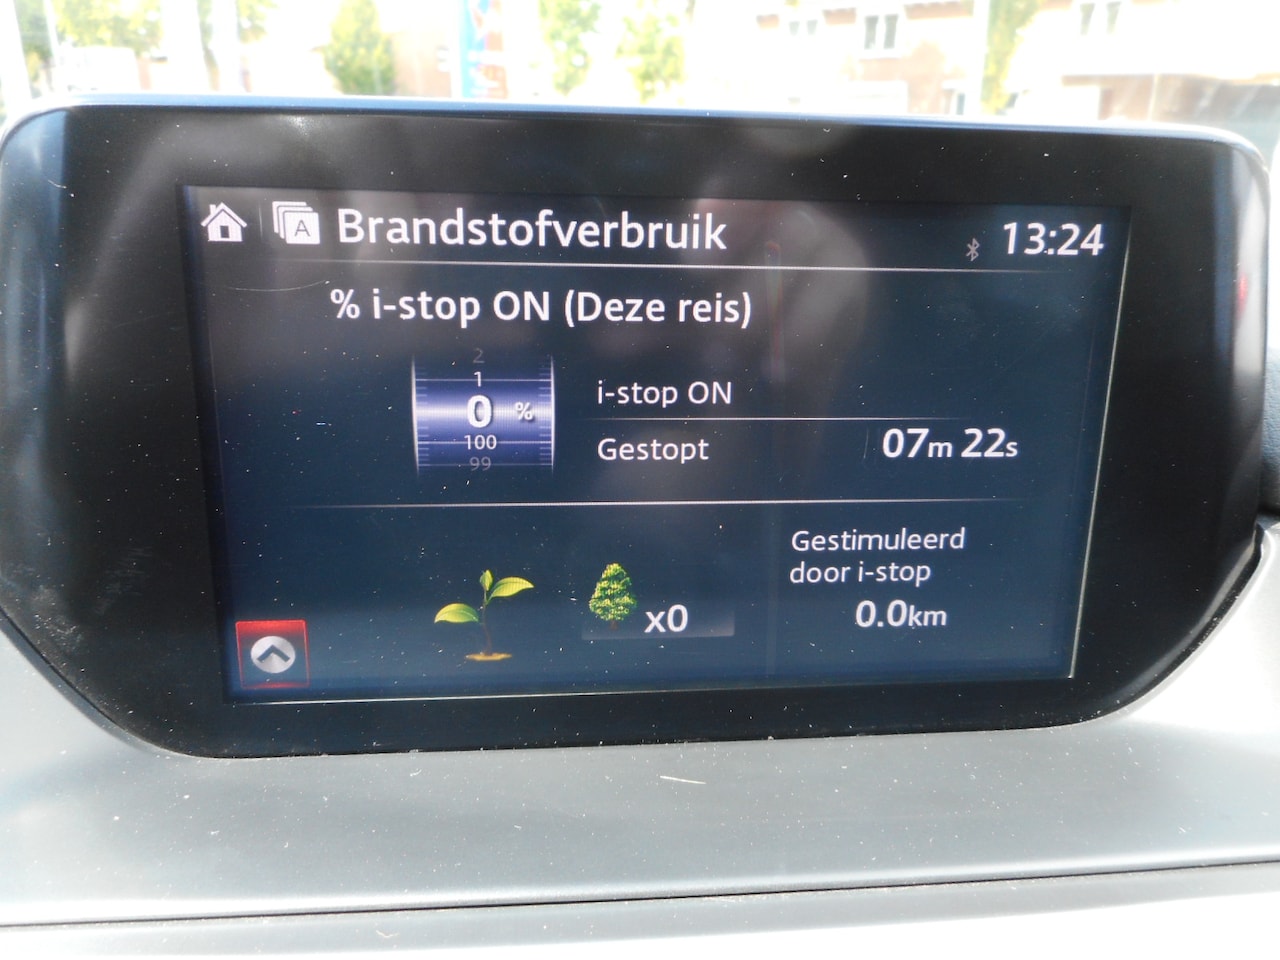 A Brandstofverbruik 13:24
% i-stop ON (Deze reis)
2
1
0 %
100
99
i-stop ON
Gestopt 07m 22s
x0
Gestimuleerd
door i-stop
0.0km